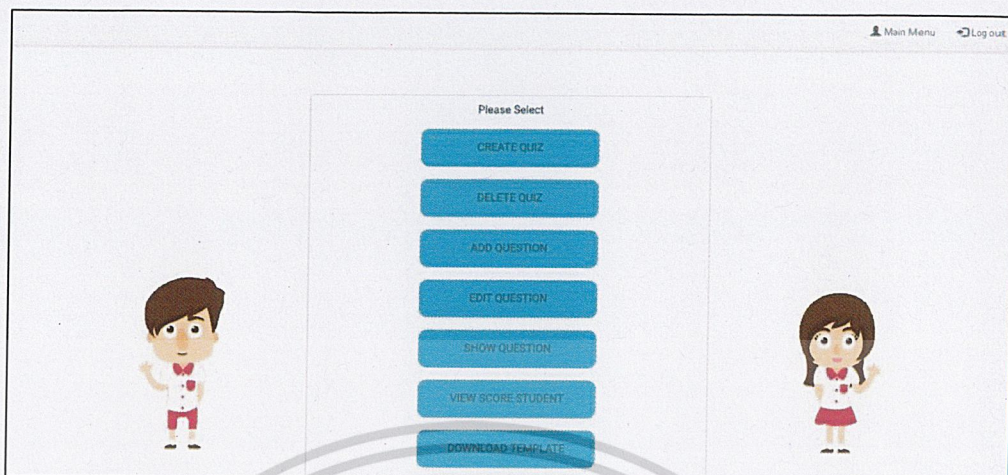 Main Menu Log out
Please Select
CREATE QUIZ
DELETE QUIZ
ADD QUESTION
EDIT QUESTION
SHOW QUESTION
VIEW SCORE STUDENT
DOWNLOAD TEMPLATE